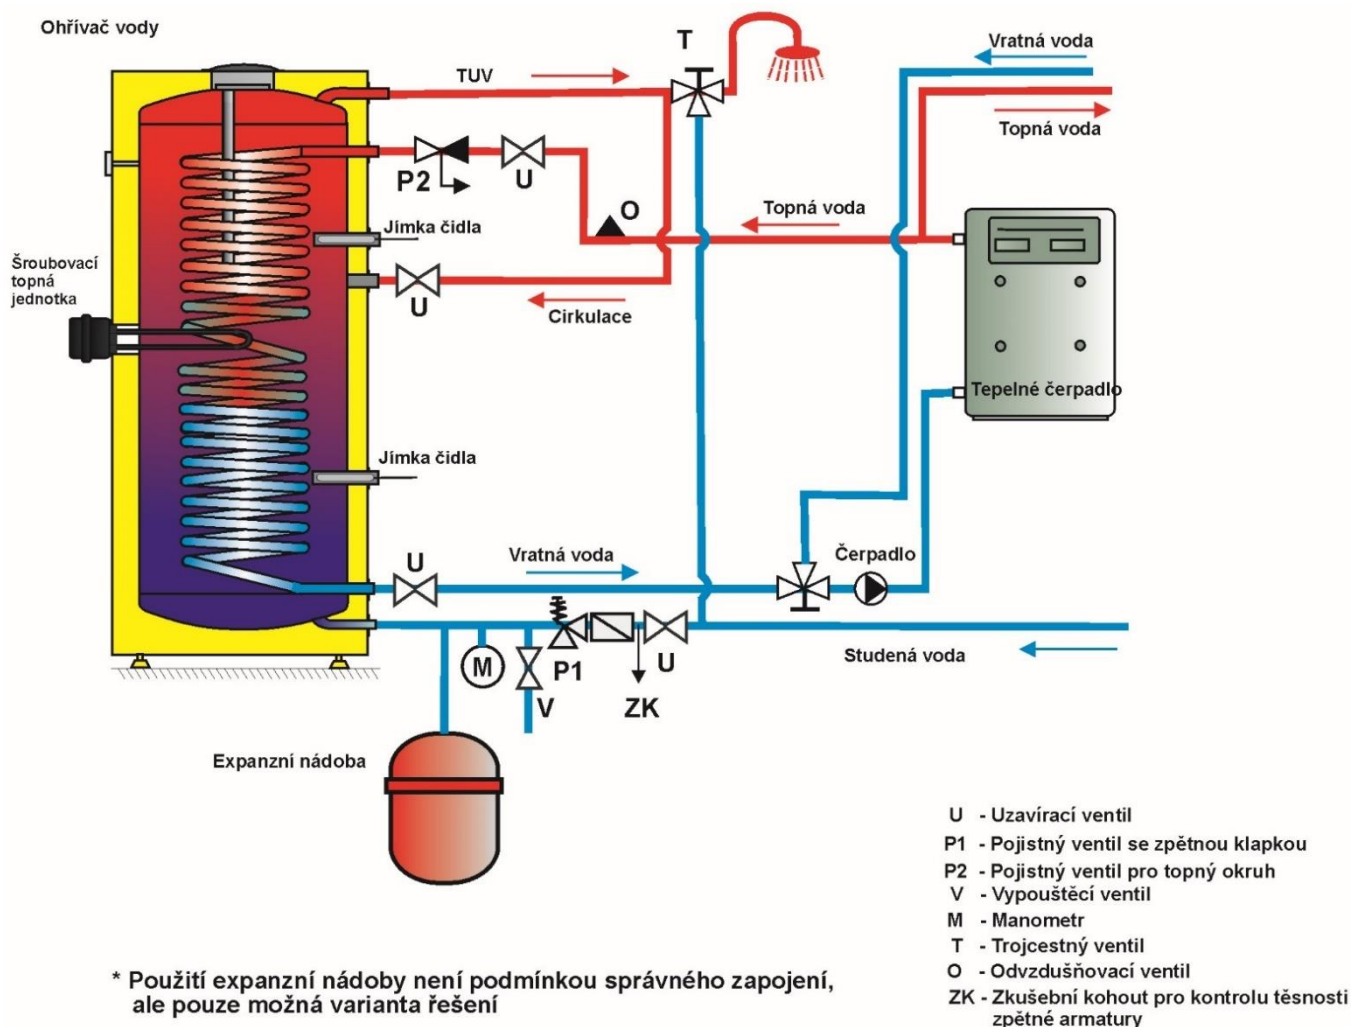 Ohřívač vody
T
Vratná voda
TUV
Topná voda
P2
U
O
Topná voda
Jímka čidla
Šroubovací
topná
jednotka
U
Cirkulace
Tepelné čerpadlo
Jímka čidla
U
Vratná voda
Čerpadlo
M
V
P1
ZK
U
Studená voda
Expanzní nádoba
U - Uzavírací ventil
P1 - Pojistný ventil se zpětnou klapkou
P2 - Pojistný ventil pro topný okruh
V - Vypouštěcí ventil
M - Manometr
T - Trojcestný ventil
O - Odvzdušňovací ventil
ZK - Zkušební kohout pro kontrolu těsnosti
zpětné armatury
* Použití expanzní nádoby není podmínkou správného zapojení,
ale pouze možná varianta řešení